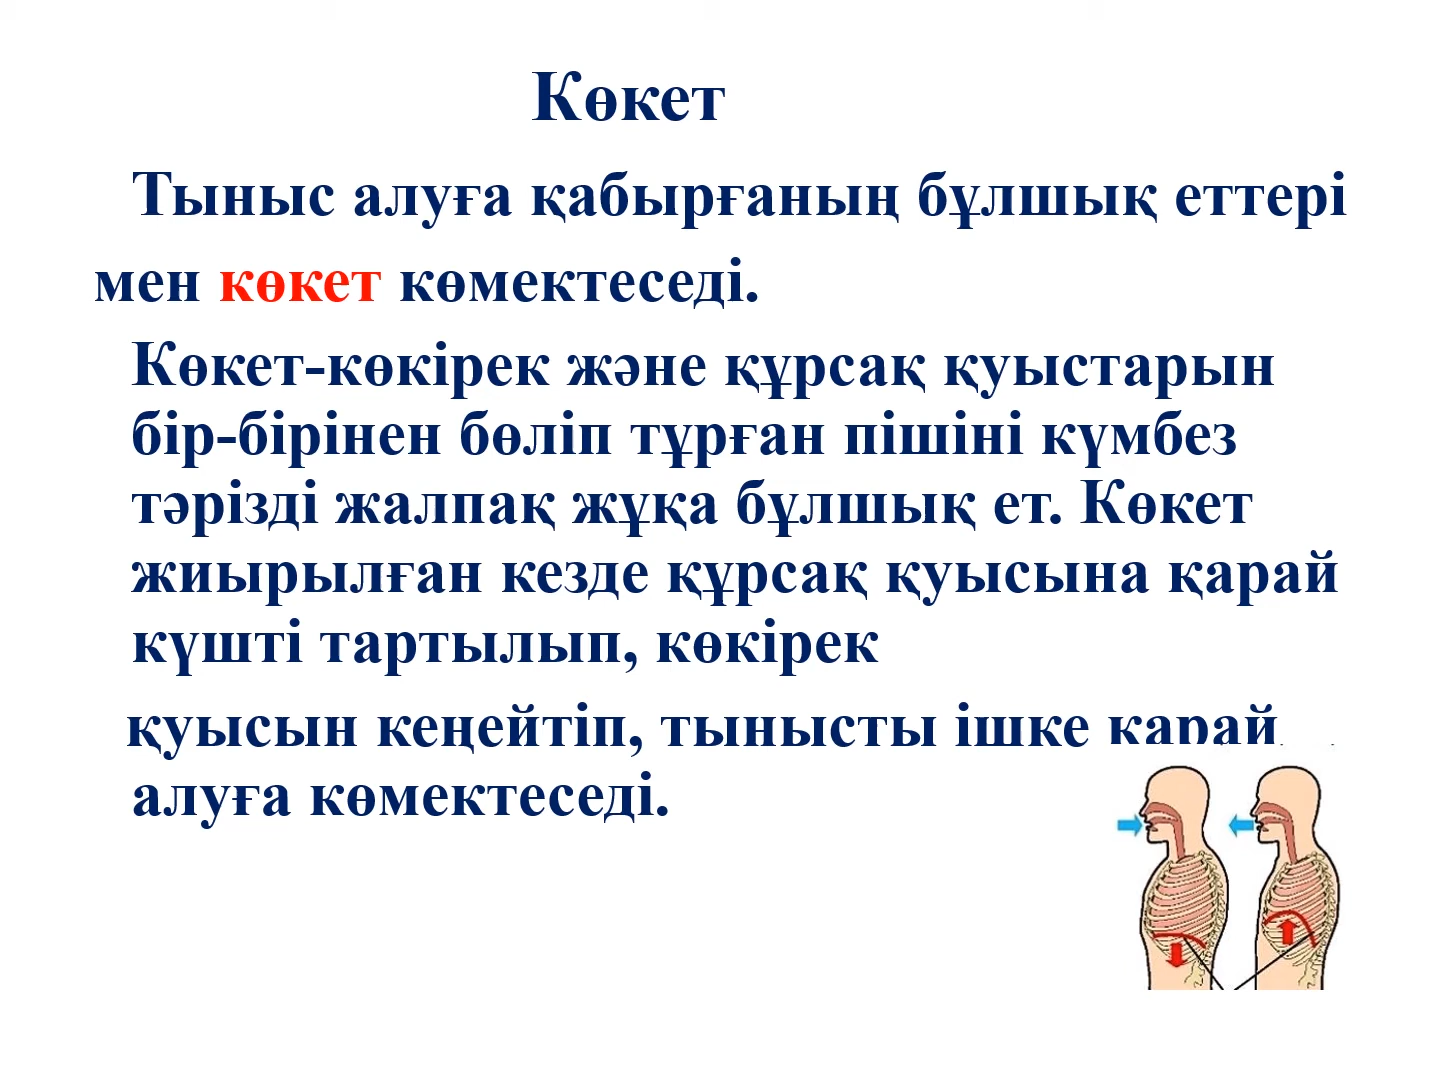 Көкет
Тыныс алуға қабырғаның бұлшық еттері
мен көкет көмектеседі.
Көкет-көкірек және құрсақ қуыстарын
бір-бірінен бөліп тұрған пішіні күмбез
тәрізді жалпақ жұқа бұлшық ет. Көкет
жиырылған кезде құрсақ қуысына қарай
күшті тартылып, көкірек
қуысын кеңейтіп, тынысты ішке қарай
алуға көмектеседі.